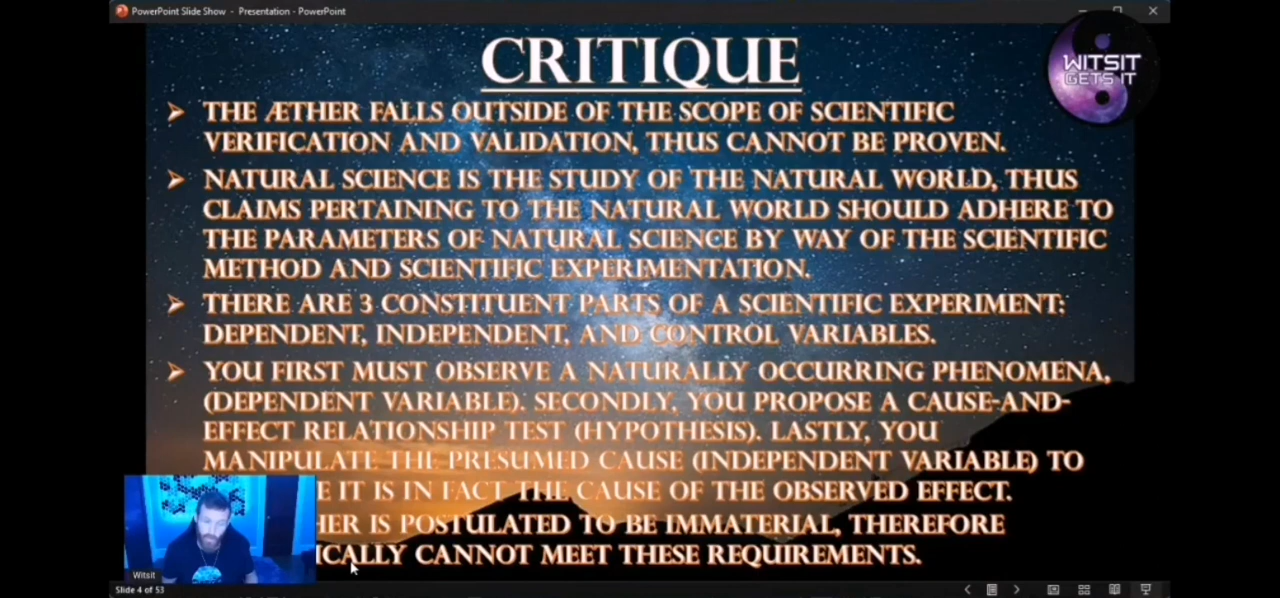 PowerPoint Slide Show - Presentation - PowerPoint
WITSIT
GETS IT
CRITIQUE
THE ÆTHER FALLS OUTSIDE OF THE SCOPE OF SCIENTIFIC
VERIFICATION AND VALIDATION, THUS CANNOT BE PROVEN.
NATURAL SCIENCE IS THE STUDY OF THE NATURAL WORLD, THUS
CLAIMS PERTAINING TO THE NATURAL WORLD SHOULD ADHERE TO
THE PARAMETERS OF NATURAL SCIENCE BY WAY OF THE SCIENTIFIC
METHOD AND SCIENTIFIC EXPERIMENTATION.
THERE ARE 3 CONSTITUENT PARTS OF A SCIENTIFIC EXPERIMENT:
DEPENDENT, INDEPENDENT, AND CONTROL VARIABLES.
YOU FIRST MUST OBSERVE A NATURALLY OCCURRING PHENOMENA,
(DEPENDENT VARIABLE). SECONDLY, YOU PROPOSE A CAUSE-AND-
EFFECT RELATIONSHIP TEST (HYPOTHESIS). LASTLY, YOU
MANIPULATE THE PRESUMED CAUSE (INDEPENDENT VARIABLE) TO
IT IS IN FACT THE CAUSE OF THE OBSERVED EFFECT.
IS POSTULATED TO BE IMMATERIAL, THEREFORE
CANNOT MEET THESE REQUIREMENTS.
Witsit
Slide 4 of 53